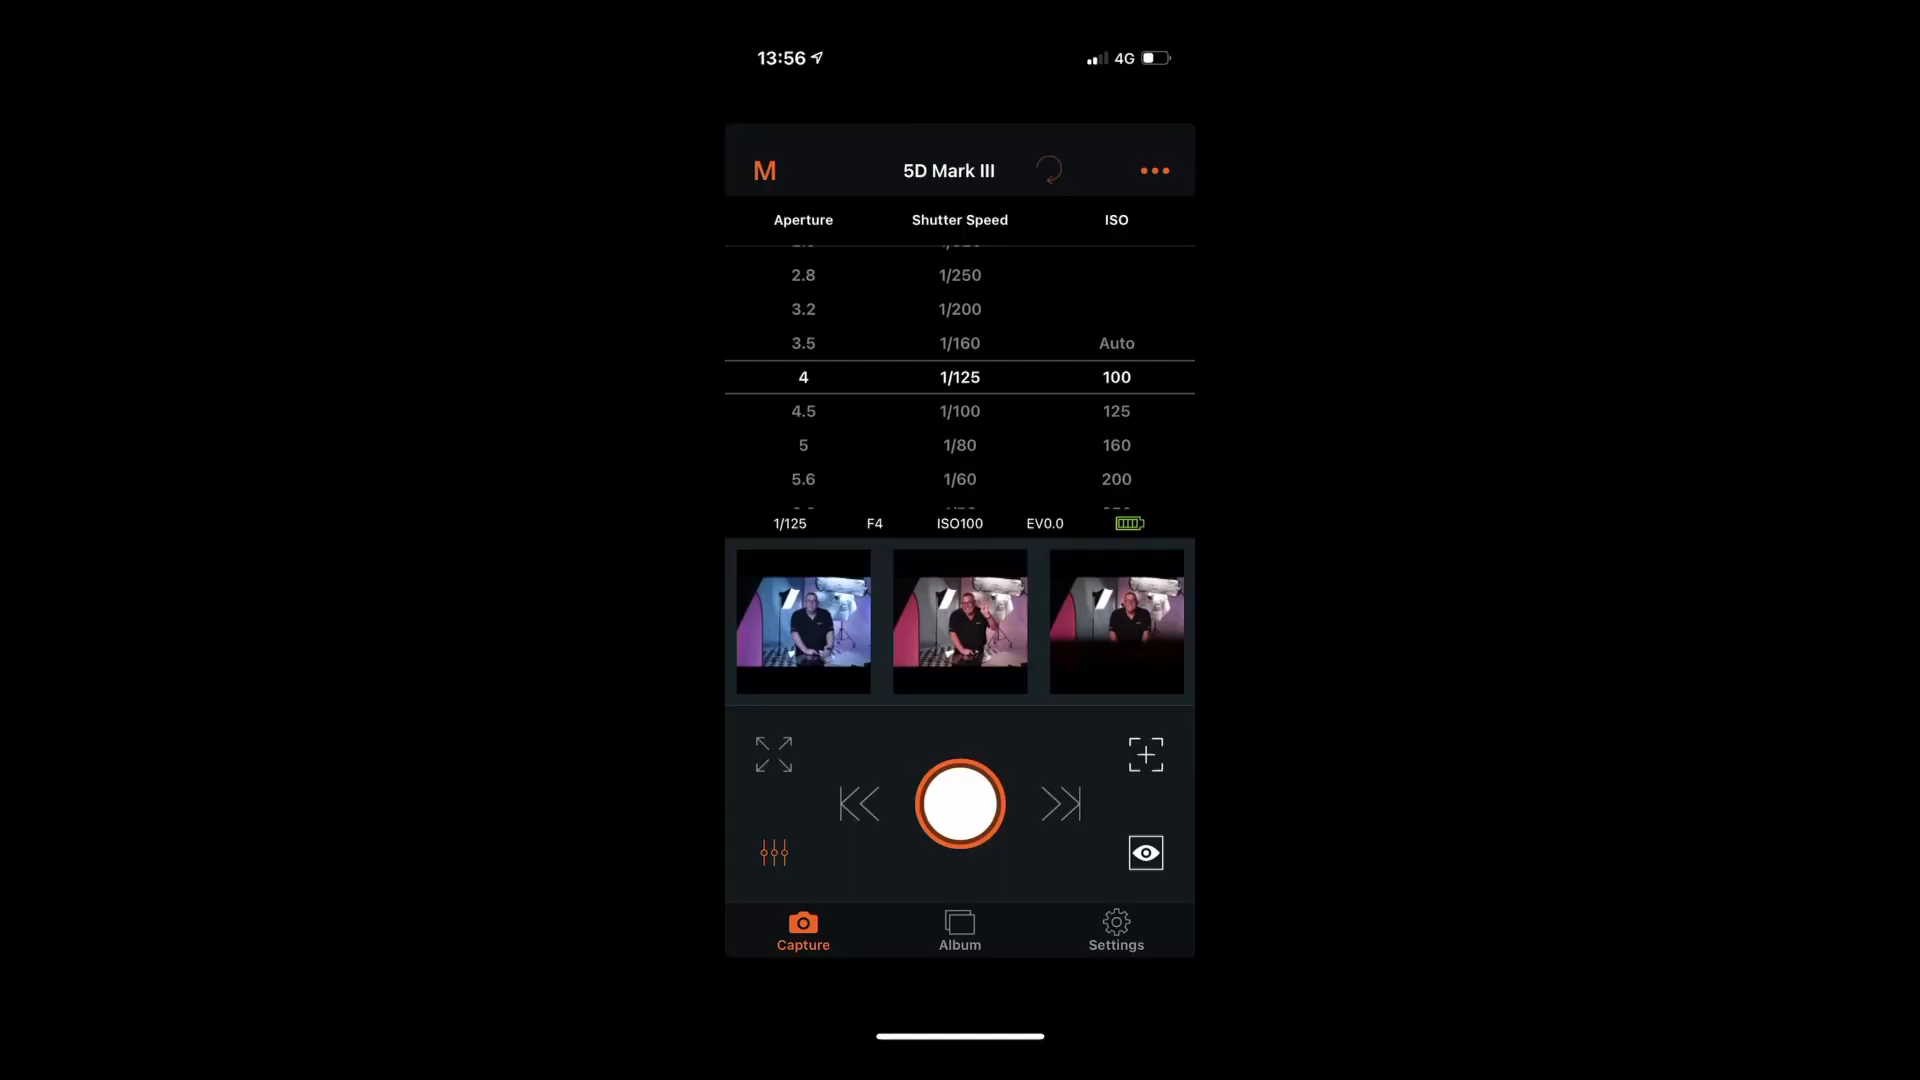 13:56 4G
M 5D Mark III
Aperture Shutter Speed ISO
2.8 1/250
3.2 1/200
3.5 1/160 Auto
4 1/125 100
4.5 1/100 125
5 1/80 160
5.6 1/60 200
1/125 F4 ISO100 EV0.0
Capture Album Settings